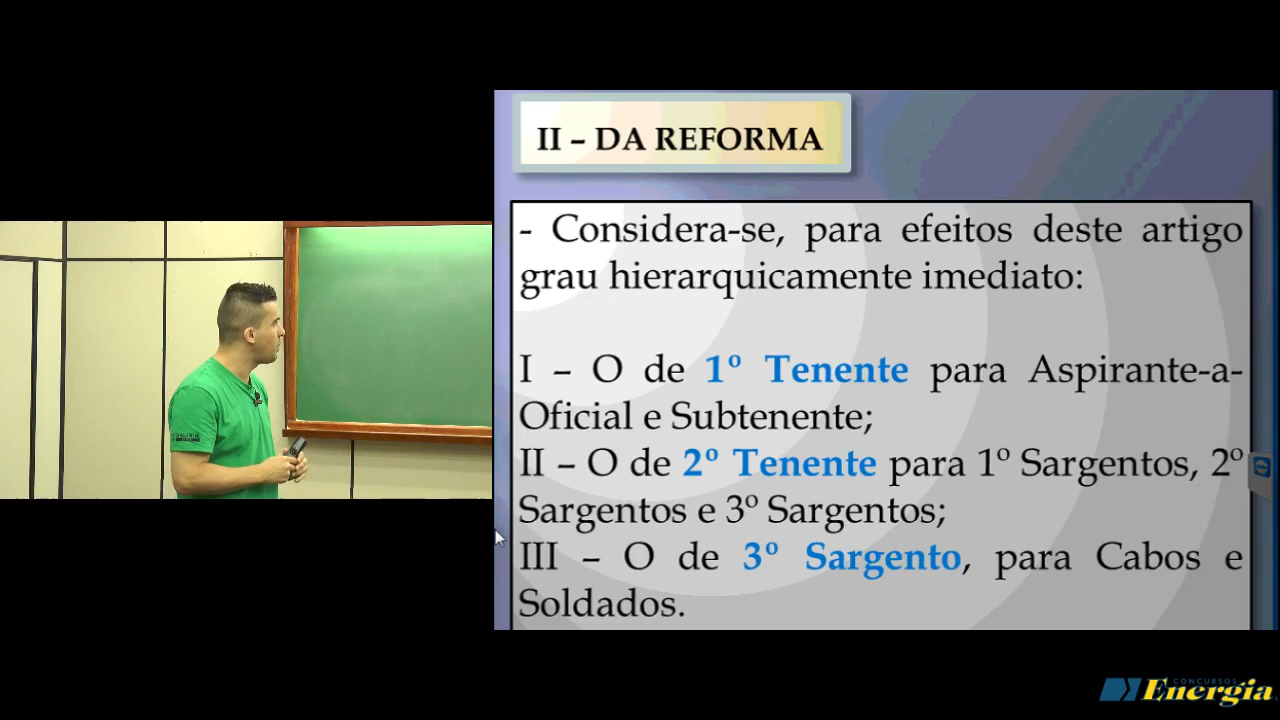 II – DA REFORMA
- Considera-se, para efeitos deste artigo
grau hierarquicamente imediato:
I – O de 1º Tenente para Aspirante-a-
Oficial e Subtenente;
II – O de 2º Tenente para 1º Sargentos, 2º
Sargentos e 3º Sargentos;
III – O de 3º Sargento, para Cabos e
Soldados.
CONCURSOS
Energia